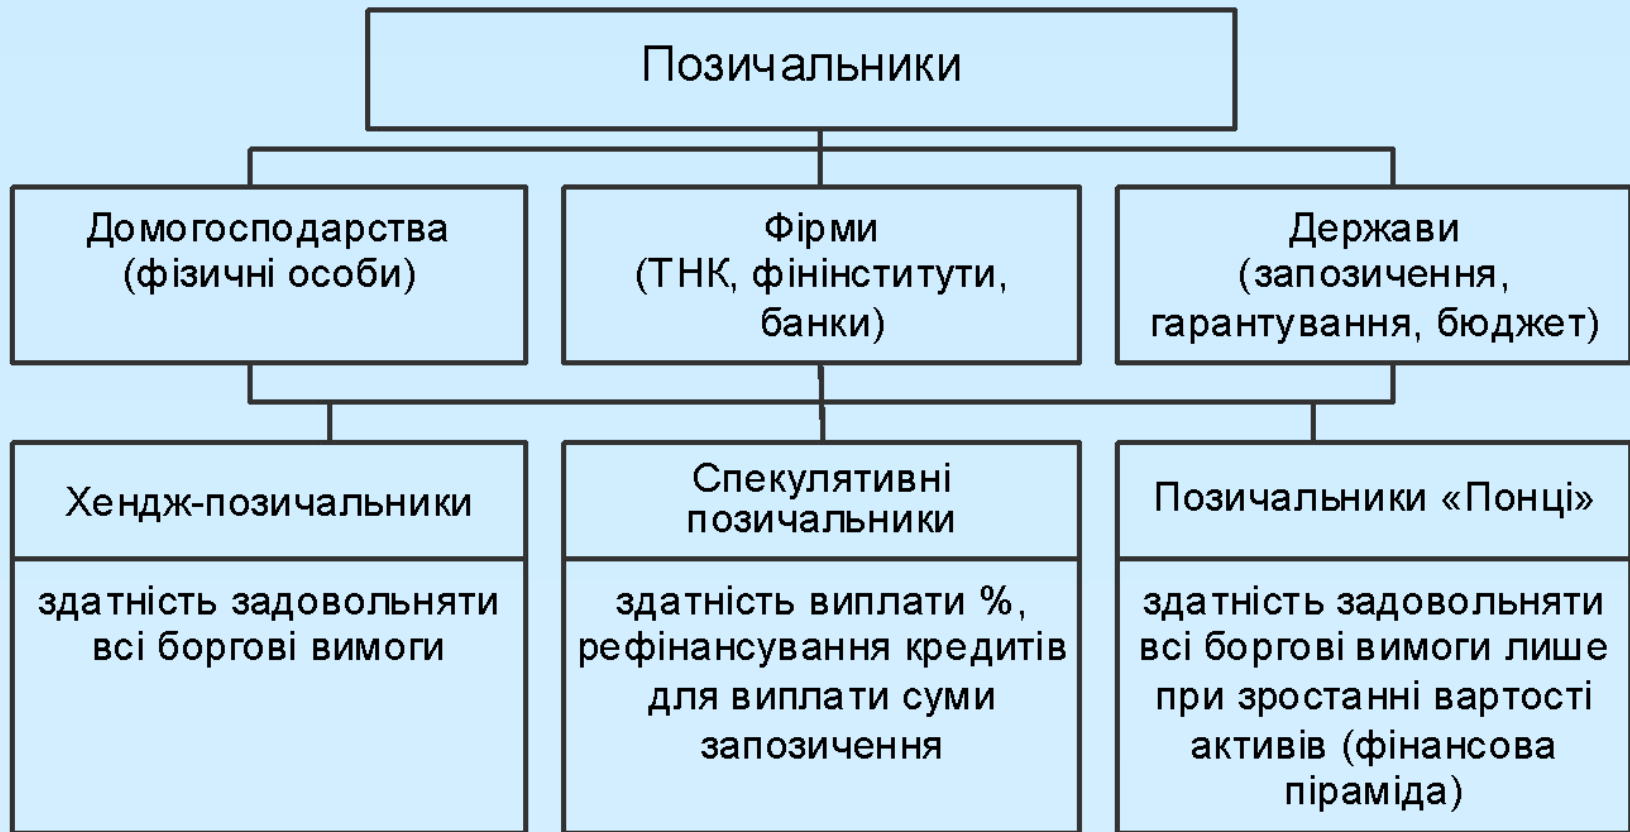 Позичальники
Домогосподарства
(фізичні особи)
Фірми
(ТНК, фінінститути,
банки)
Держави
(запозичення,
гарантування, бюджет)
Хендж-позичальники
Спекулятивні
позичальники
Позичальники «Понці»
здатність задовольняти
всі боргові вимоги
здатність виплати %,
рефінансування кредитів
для виплати суми
запозичення
здатність задовольняти
всі боргові вимоги лише
при зростанні вартості
активів (фінансова
піраміда)